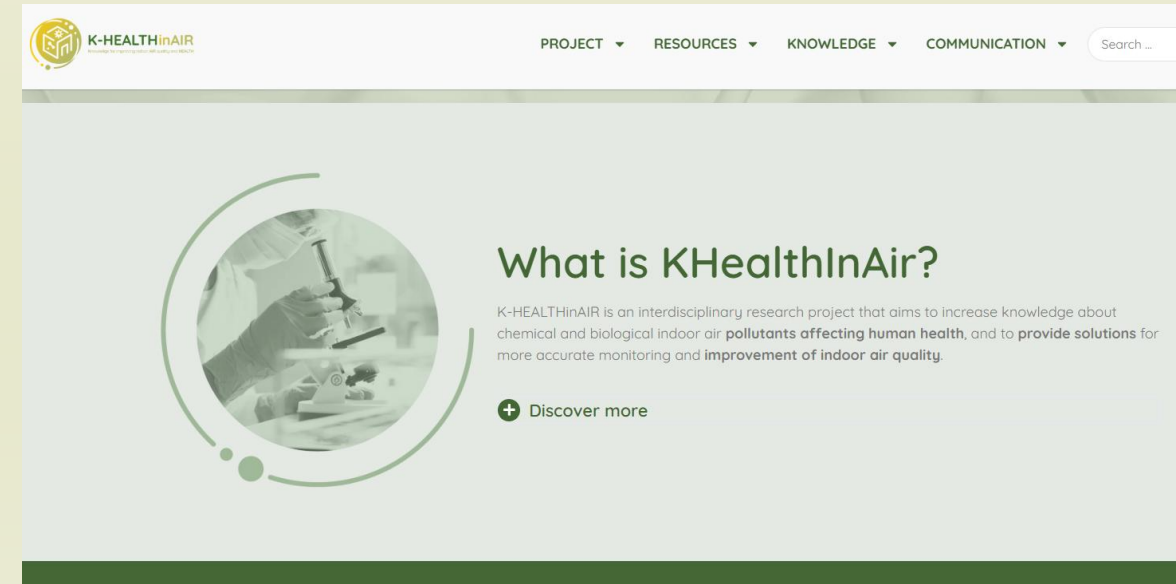 K-HEALTHinAIR
PROJECT
RESOURCES
KNOWLEDGE
COMMUNICATION
Search ...
What is KHealthInAir?
K-HEALTHinAIR is an interdisciplinary research project that aims to increase knowledge about
chemical and biological indoor air pollutants affecting human health, and to provide solutions for
more accurate monitoring and improvement of indoor air quality.
Discover more